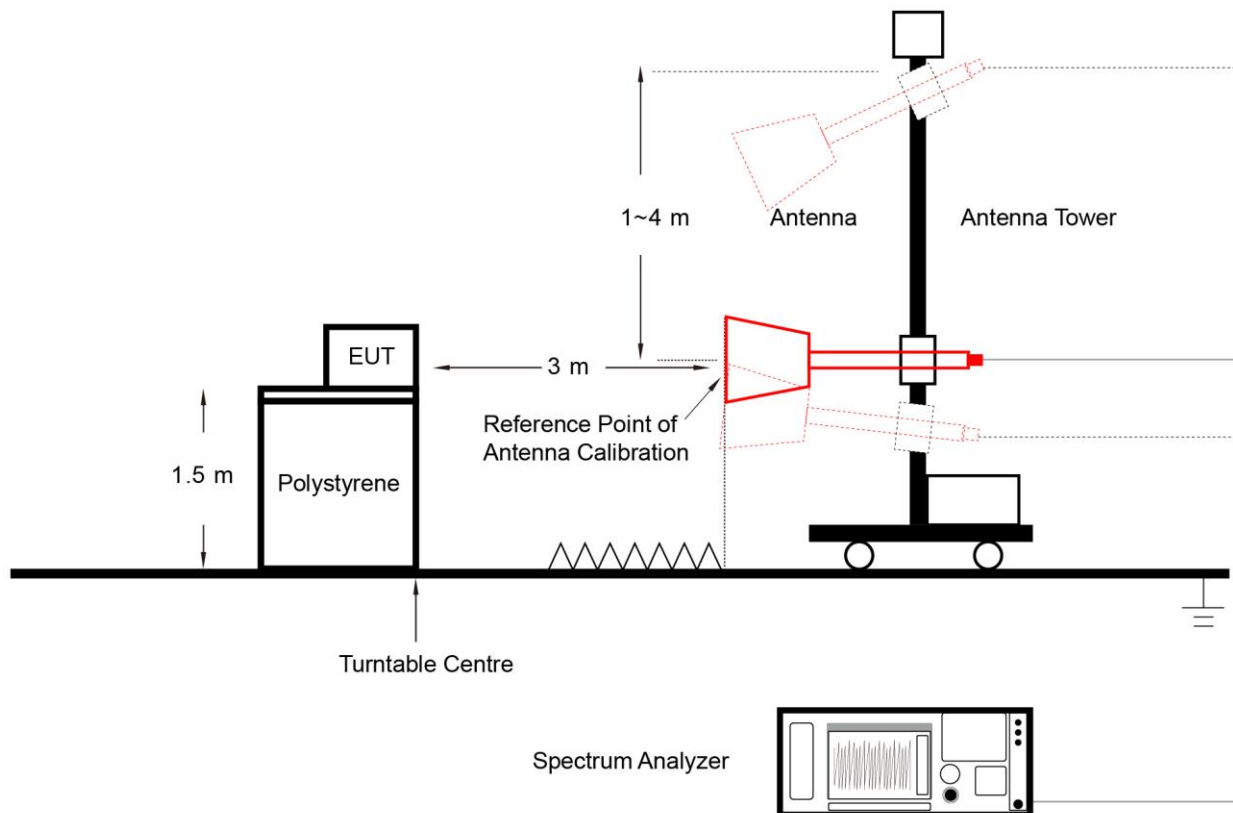 1~4 m
Antenna
Antenna Tower
EUT
3 m
Reference Point of
Antenna Calibration
1.5 m
Polystyrene
Turntable Centre
Spectrum Analyzer